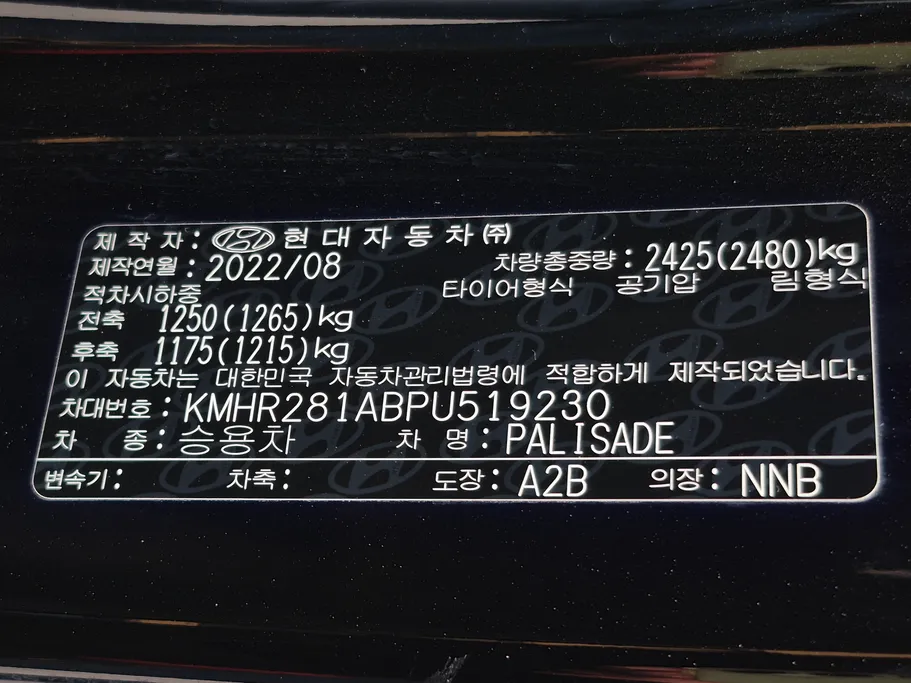 제 작 자 : 현 대 자 동 차 ㈜
제작연월 : 2022/08 차량총중량 : 2425(2480)kg
적차시하중 타이어형식 공기압 림형식
전축 1250(1265)kg
후축 1175(1215)kg
이 자동차는 대한민국 자동차관리법령에 적합하게 제작되었습니다.
차대번호 : KMHR281ABPU519230
차 종 : 승용차 차 명 : PALISADE
변속기 : 차축 : 도장 : A2B 의장 : NNB